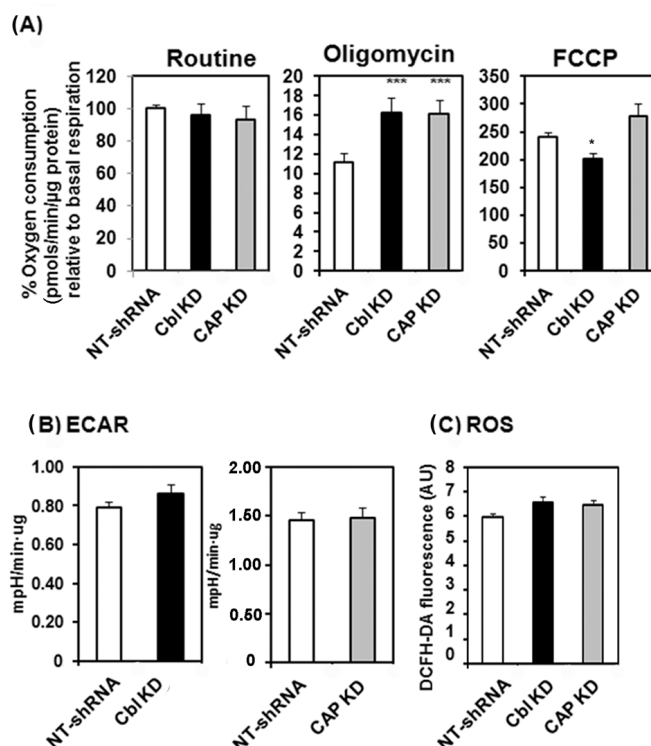 (A)
Routine
Oligomycin
FCCP
% Oxygen consumption
(pmols/min/µg protein)
relative to basal respiration
120
100
80
60
40
20
0
NT-shRNA
Cbl KD
CAP KD
20
18
16
14
12
10
8
6
4
2
0
***
***
NT-shRNA
Cbl KD
CAP KD
350
300
250
200
150
100
50
0
*
NT-shRNA
Cbl KD
CAP KD
(B) ECAR
mpH/min·ug
1.00
0.80
0.60
0.40
0.20
0
NT-shRNA
Cbl KD
mpH/min·ug
2.00
1.50
1.00
0.50
0
NT-shRNA
CAP KD
(C) ROS
DCFH-DA fluorescence (AU)
8
7
6
5
4
3
2
1
0
NT-shRNA
Cbl KD
CAP KD